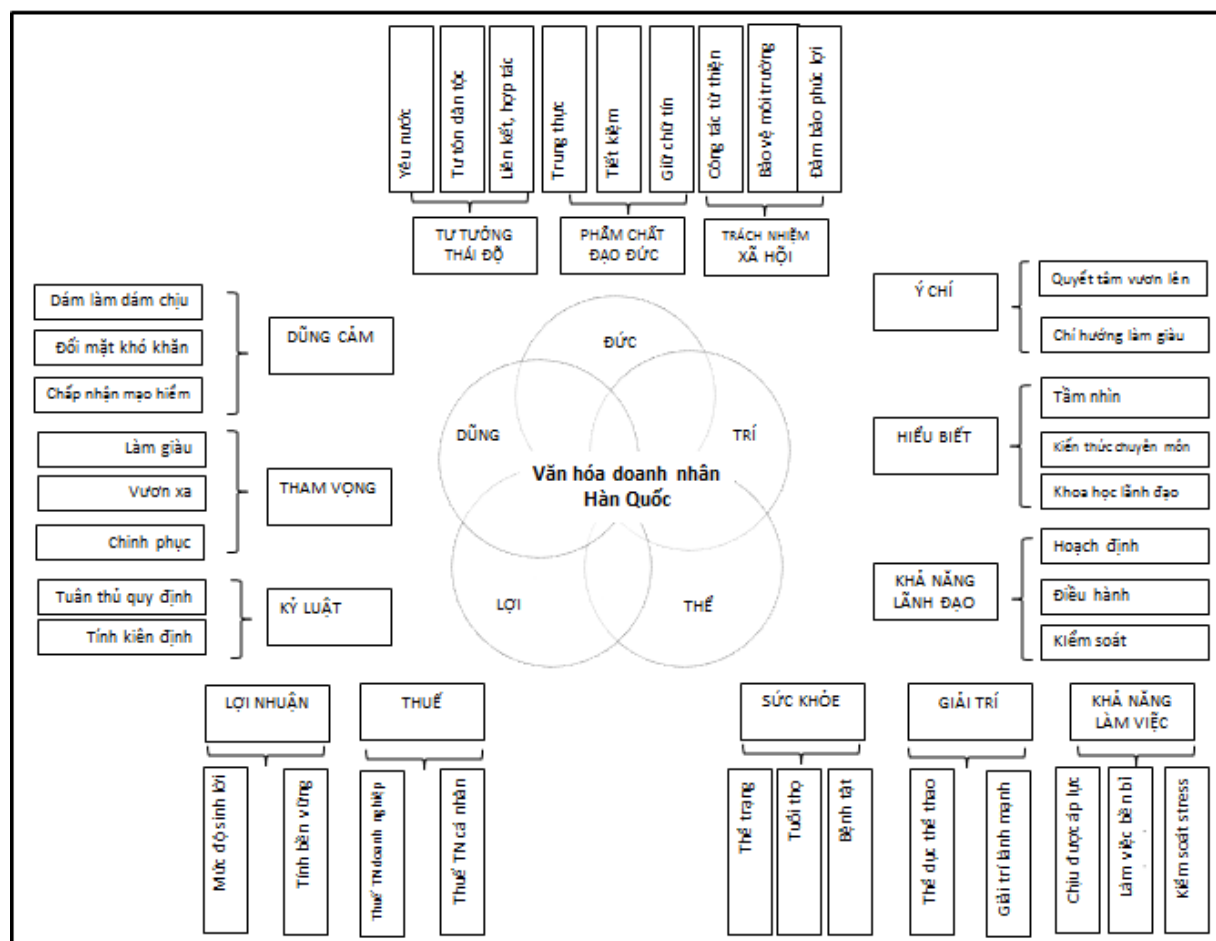 Yêu nước
Tư tôn dân tộc
Liên kết, hợp tác
Trung thực
Tiết kiệm
Giữ chữ tín
Công tác từ thiện
Bảo vệ môi trường
Đảm bảo phúc lợi
TƯ TƯỞNG
THÁI ĐỘ
PHẨM CHẤT
ĐẠO ĐỨC
TRÁCH NHIỆM
XÃ HỘI
Dám làm dám chịu
Đối mặt khó khăn
Chấp nhận mạo hiểm
DŨNG CẢM
Làm giàu
Vươn xa
Chinh phục
THAM VỌNG
Tuân thủ quy định
Tính kiên định
KỶ LUẬT
ĐỨC
DŨNG
TRÍ
Văn hóa doanh nhân
Hàn Quốc
LỢI
THỂ
Ý CHÍ
Quyết tâm vươn lên
Chí hướng làm giàu
HIỂU BIẾT
Tầm nhìn
Kiến thức chuyên môn
Khoa học lãnh đạo
KHẢ NĂNG
LÃNH ĐẠO
Hoạch định
Điều hành
Kiểm soát
LỢI NHUẬN
THUẾ
Mức độ sinh lời
Tính bền vững
Thuế TN doanh nghiệp
Thuế TN cá nhân
SỨC KHỎE
GIẢI TRÍ
KHẢ NĂNG
LÀM VIỆC
Thể trạng
Tuổi thọ
Bệnh tật
Thể dục thể thao
Giải trí lành mạnh
Chịu được áp lực
Làm việc bền bỉ
Kiểm soát stress